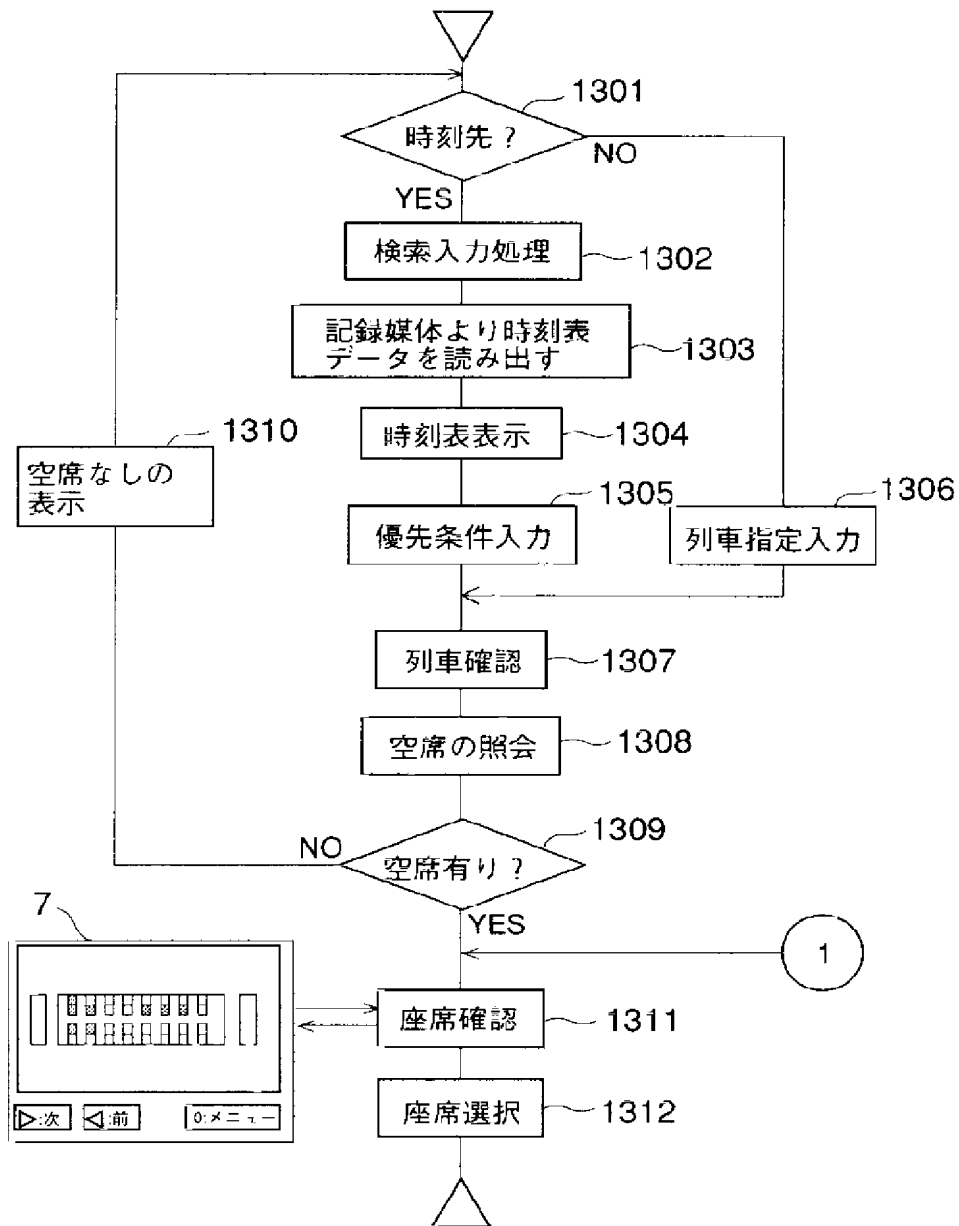 1301
時刻先?
NO
YES
検索入力処理
1302
記録媒体より時刻表
データを読み出す
1303
1310
時刻表表示
1304
空席なしの
表示
1305
1306
優先条件入力
列車指定入力
列車確認
1307
空席の照会
1308
1309
NO
空席有り?
7
YES
1
座席確認
1311
▷:次
◁:前
0:メニュー
座席選択
1312